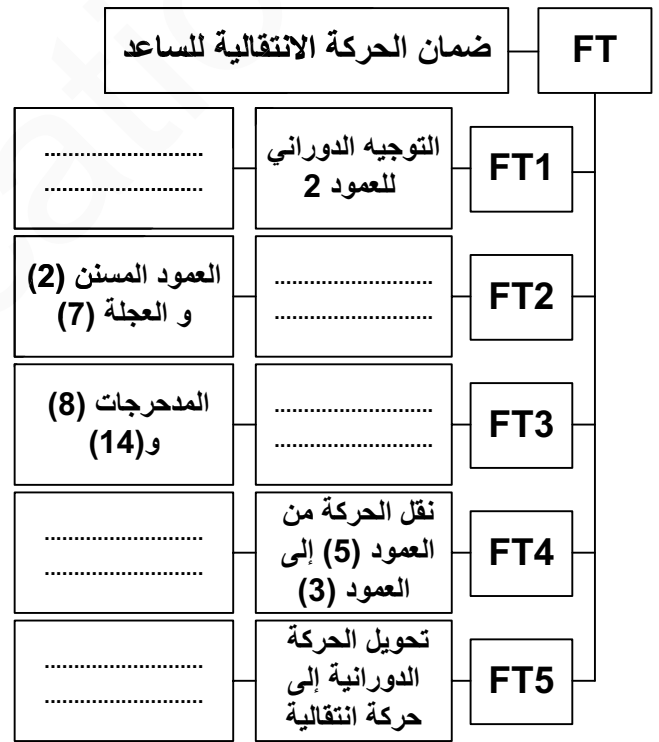 FT
ضمان الحركة الانتقالية للساعد
FT1
التوجيه الدوراني
للعمود 2
...........................
...........................
FT2
...........................
...........................
العمود المسنن (2)
و العجلة (7)
FT3
...........................
...........................
المدحرجات (8)
و(14)
FT4
نقل الحركة من
العمود (5) إلى
العمود (3)
...........................
...........................
FT5
تحويل الحركة
الدورانية إلى
حركة انتقالية
...........................
...........................